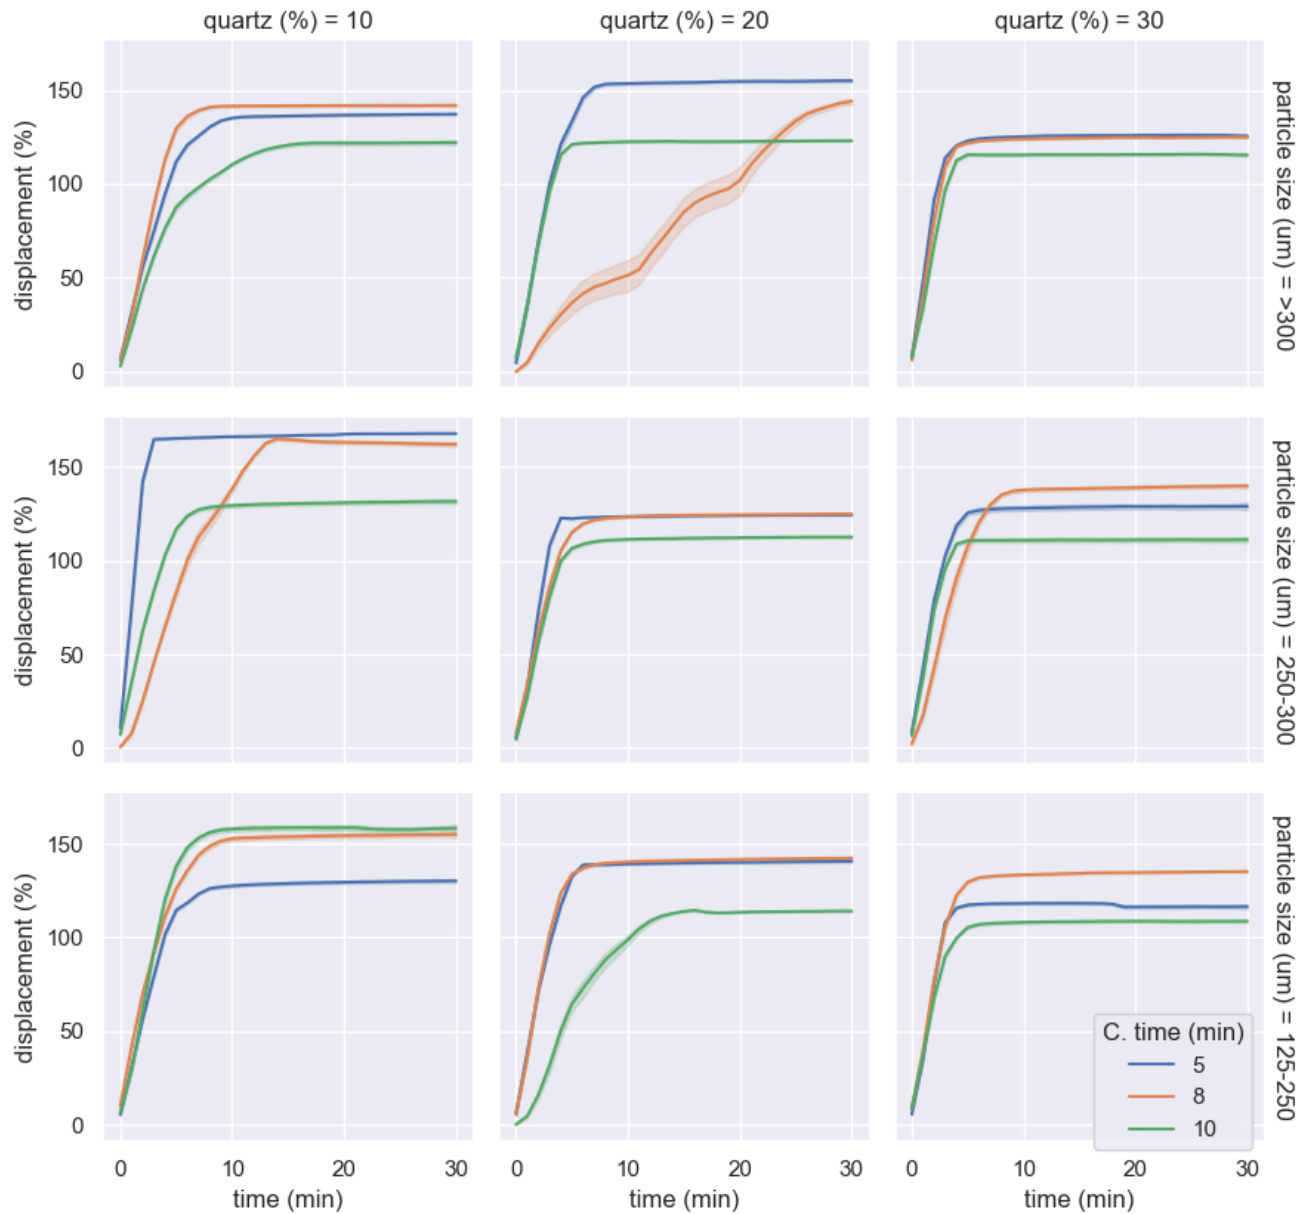 quartz (%) = 10
quartz (%) = 20
quartz (%) = 30
150
100
50
0
displacement (%)
particle size (um) = >300
150
100
50
0
displacement (%)
particle size (um) = 250-300
150
100
50
0
displacement (%)
particle size (um) = 125-250
C. time (min)
5
8
10
0 10 20 30
0 10 20 30
0 10 20 30
time (min)
time (min)
time (min)